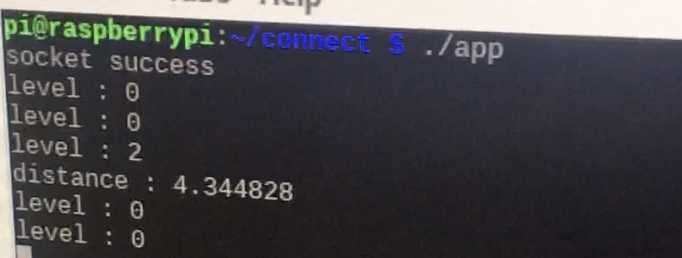 Help
pi@raspberrypi:~/connect $ ./app
socket success
level : 0
level : 0
level : 2
distance : 4.344828
level : 0
level : 0